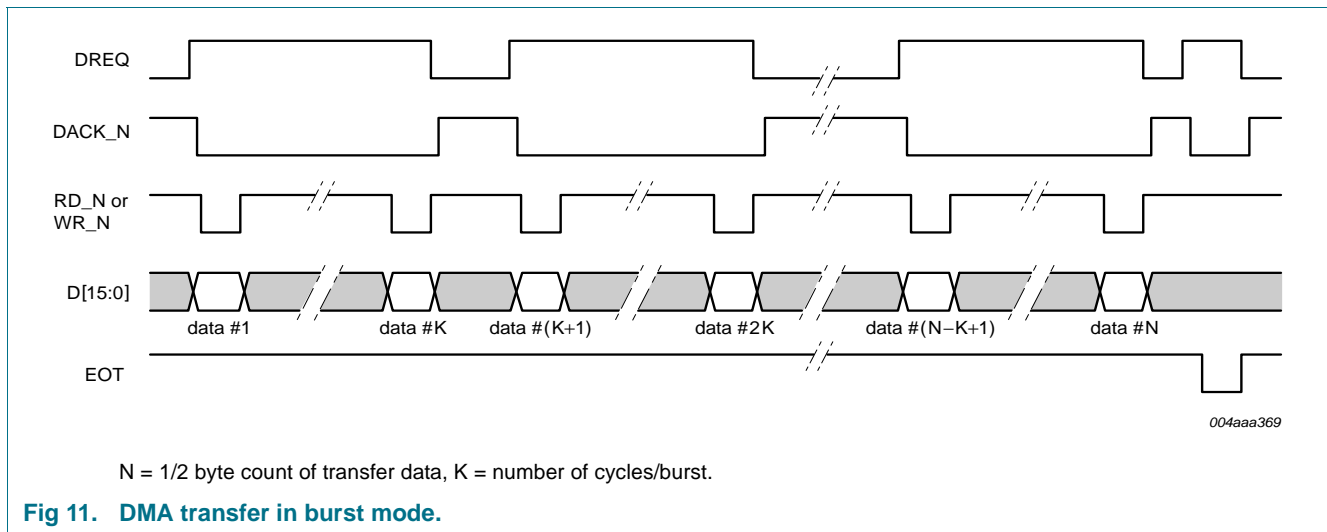 DREQ
DACK_N
RD_N or
WR_N
D[15:0]
data #1 data #K data #(K+1) data #2K data #(N−K+1) data #N
EOT
004aaa369
N = 1/2 byte count of transfer data, K = number of cycles/burst.
Fig 11. DMA transfer in burst mode.